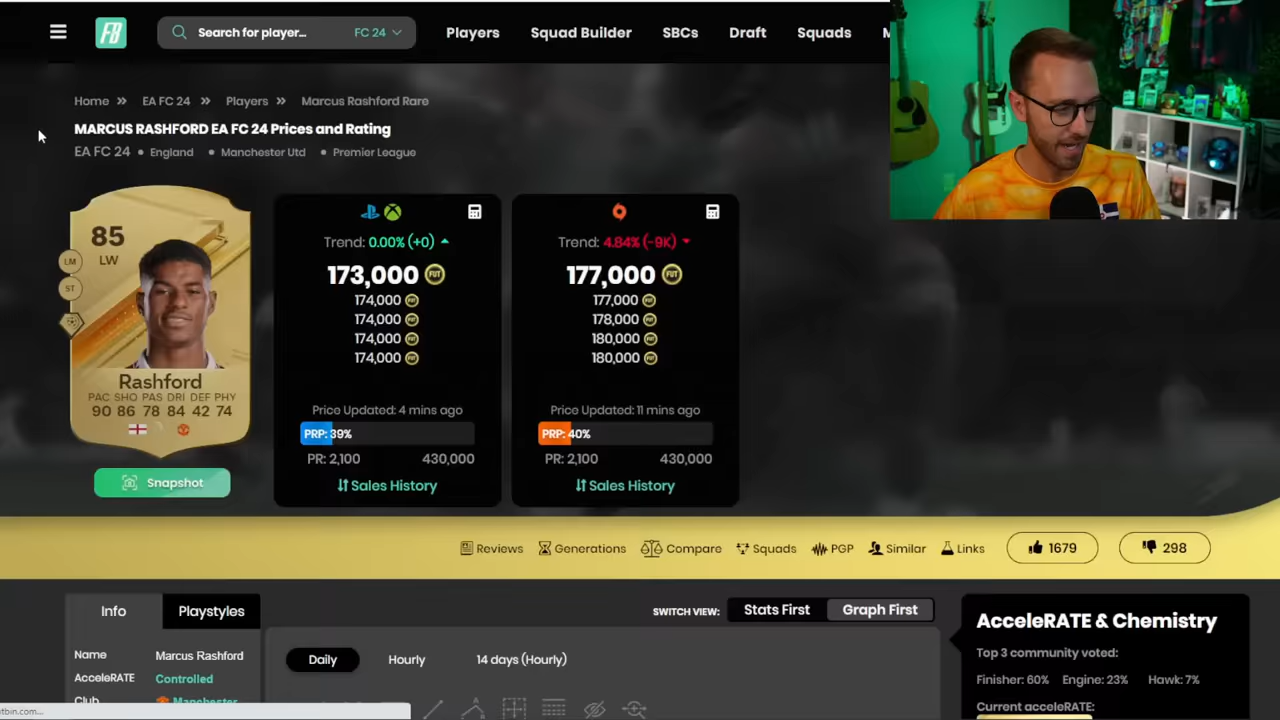 FB
Search for player...
FC 24
Players
Squad Builder
SBCs
Draft
Squads
Home » EA FC 24 » Players » Marcus Rashford Rare
MARCUS RASHFORD EA FC 24 Prices and Rating
EA FC 24 • England • Manchester Utd • Premier League
85
LW
LM
ST
Rashford
PAC SHO PAS DRI DEF PHY
90 86 78 84 42 74
Snapshot
Trend: 0.00% (+0)
173,000
174,000
174,000
174,000
174,000
Price Updated: 4 mins ago
PRP: 39%
PR: 2,100 430,000
Sales History
Trend: 4.84% (-9K)
177,000
177,000
178,000
180,000
180,000
Price Updated: 11 mins ago
PRP: 40%
PR: 2,100 430,000
Sales History
Reviews
Generations
Compare
Squads
PGP
Similar
Links
1679
298
Info
Playstyles
Name Marcus Rashford
AcceleRATE Controlled
Club Manchester
SWITCH VIEW:
Stats First
Graph First
Daily
Hourly
14 days (Hourly)
AcceleRATE & Chemistry
Top 3 community voted:
Finisher: 60% Engine: 23% Hawk: 7%
Current acceleRATE: